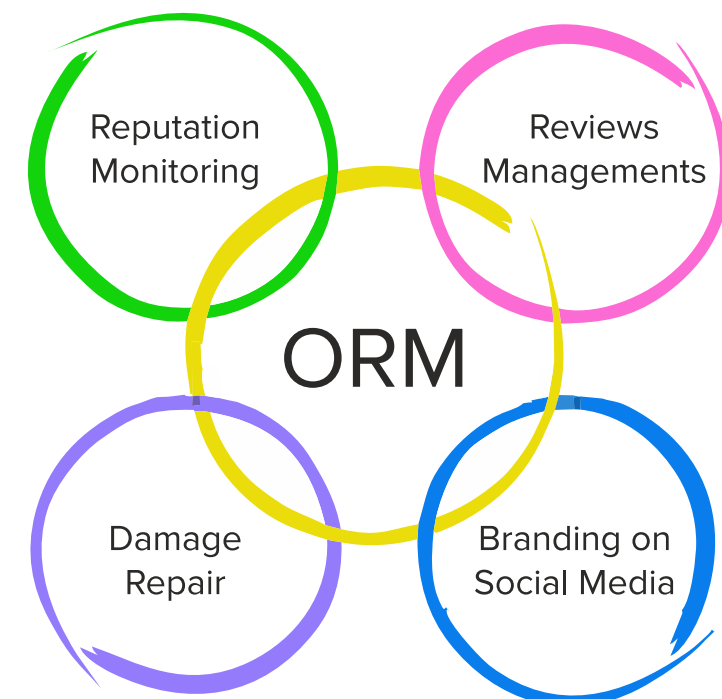 Reputation
Monitoring
Reviews
Managements
ORM
Damage
Repair
Branding on
Social Media